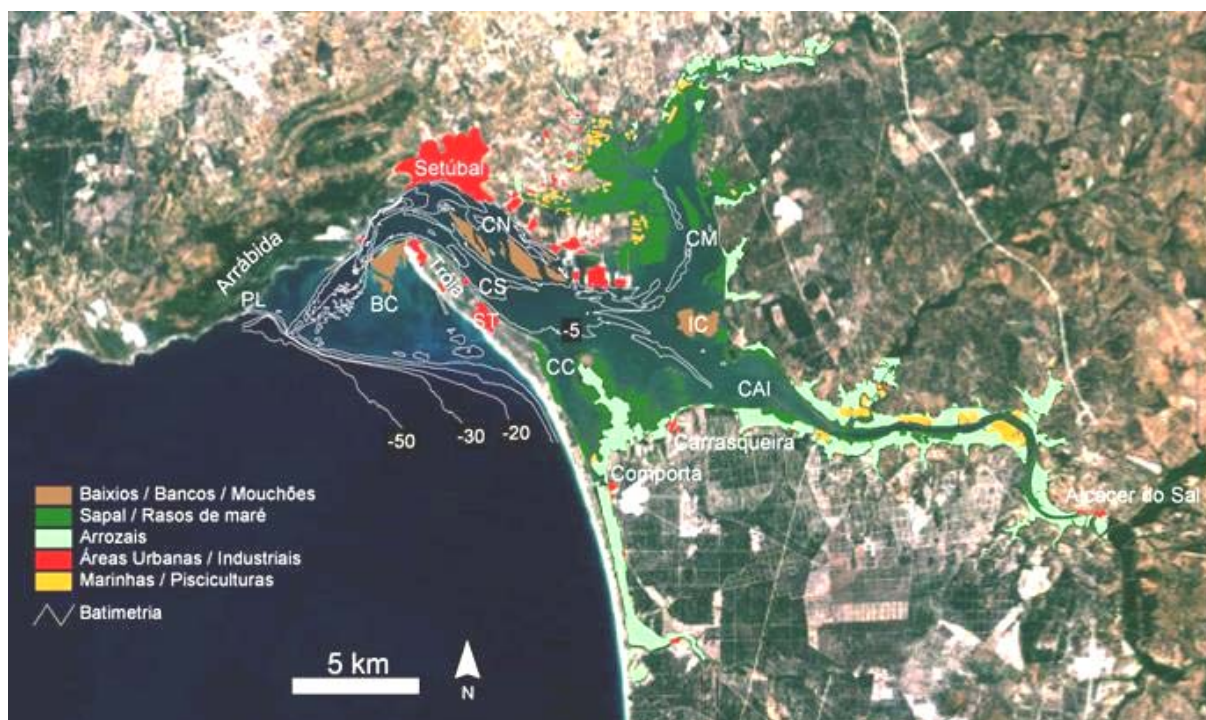 Setúbal
CN
CM
Arrábida
Tróia
PL
BC
CS
ST
-5
IC
CC
CAI
-50
-30
-20
Carrasqueira
Comporta
Alcácer do Sal
Baixios / Bancos / Mouchões
Sapal / Rasos de maré
Arrozais
Áreas Urbanas / Industriais
Marinhas / Pisciculturas
Batimetria
5 km
N